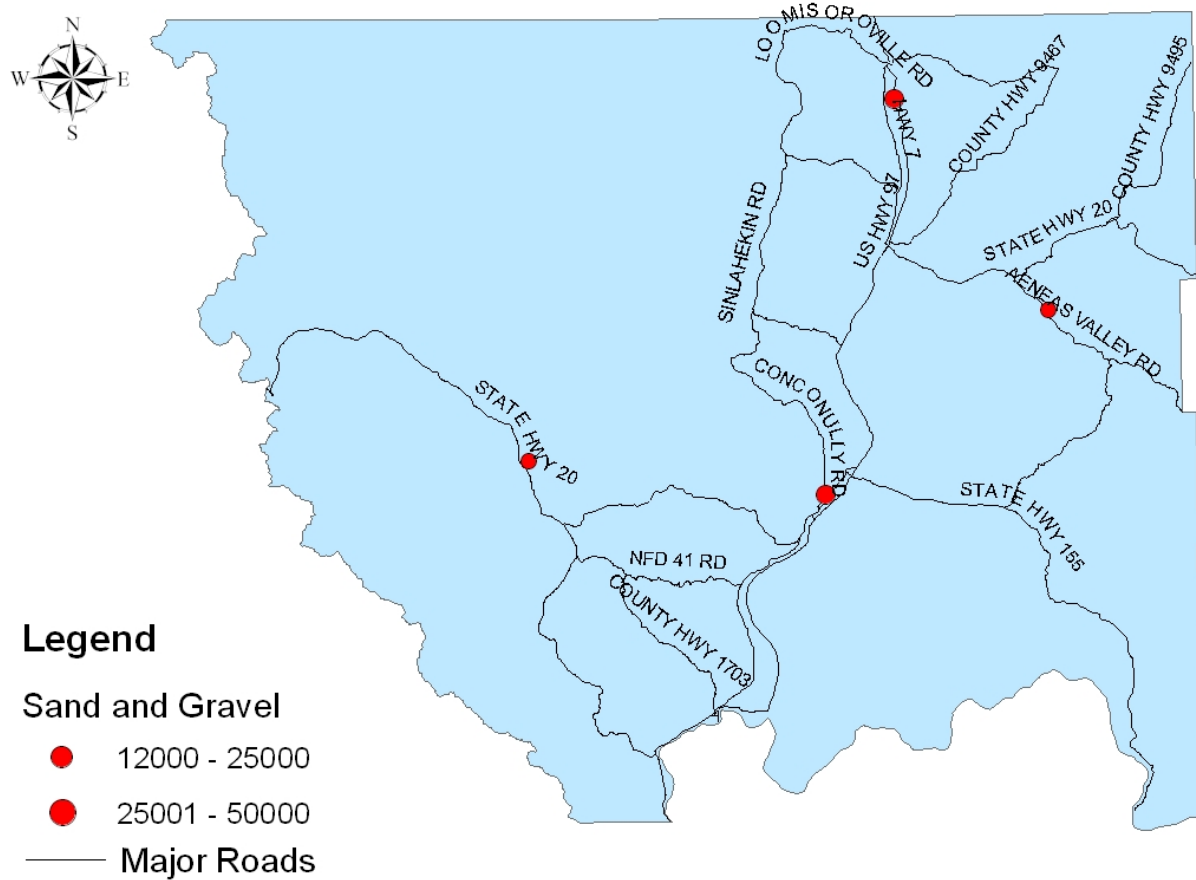 N
W E
S
LOOMIS OROVILLE RD
HWY 7
COUNTY HWY 9467
COUNTY HWY 9495
US HWY 97
SINLAHEKIN RD
STATE HWY 20
AENEAS VALLEY RD
CONCONULLY RD
STATE HWY 20
STATE HWY 155
NFD 41 RD
COUNTY HWY 1703
Legend
Sand and Gravel
12000 - 25000
25001 - 50000
Major Roads